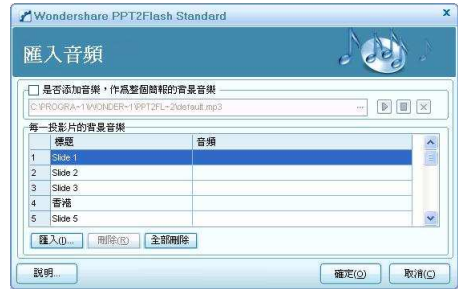 Wondershare PPT2Flash Standard
匯入音頻
是否添加音樂，作爲整個簡報的背景音樂
C:\PROGRA~1\WONDER~1\PPT2FL~2\default.mp3 ...
每一投影片的背景音樂
標題 音頻
1 Slide 1
2 Slide 2
3 Slide 3
4 香港
5 Slide 5
匯入(I)... 刪除(R) 全部刪除
說明... 確定(O) 取消(C)